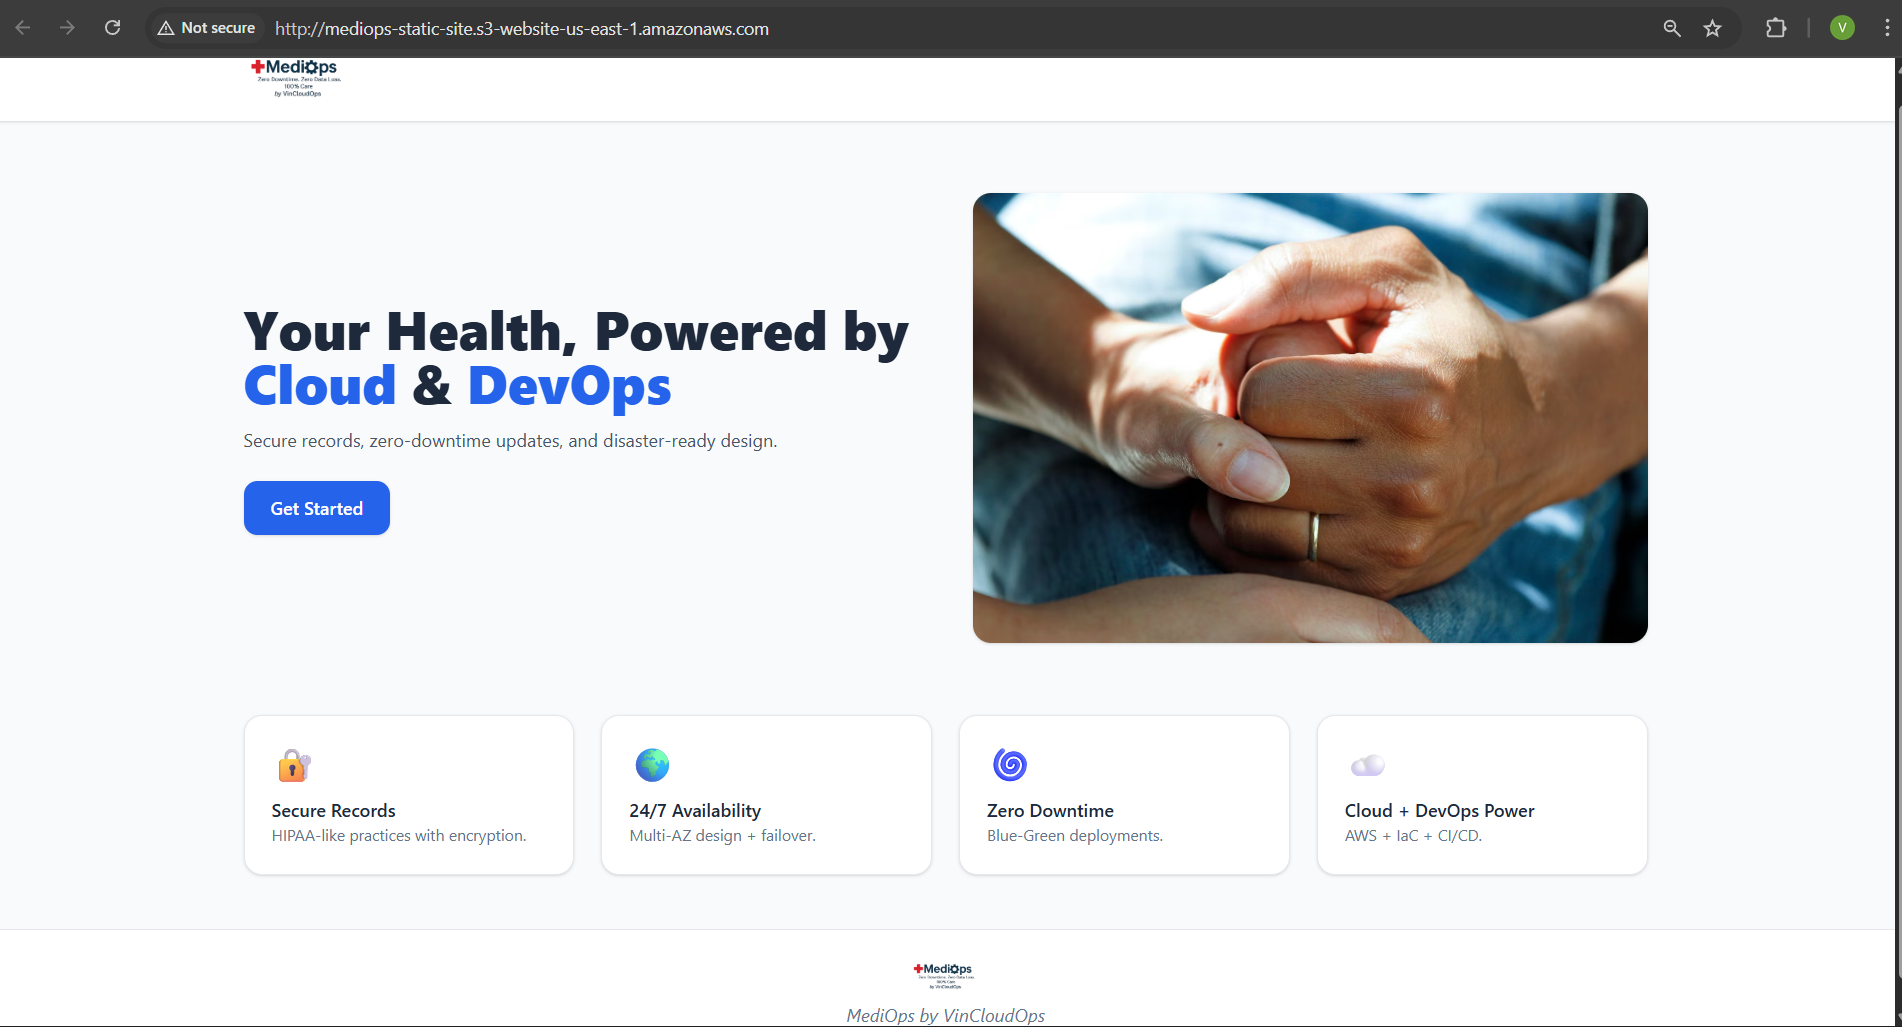 Not secure
http://mediops-static-site.s3-website-us-east-1.amazonaws.com
V
MediOps
Zero Downtime. Zero Data Loss.
100% Care
by VinCloudOps
Your Health, Powered by
Cloud & DevOps
Secure records, zero-downtime updates, and disaster-ready design.
Get Started
Secure Records
HIPAA-like practices with encryption.
24/7 Availability
Multi-AZ design + failover.
Zero Downtime
Blue-Green deployments.
Cloud + DevOps Power
AWS + IaC + CI/CD.
MediOps
Zero Downtime. Zero Data Loss.
100% Care
by VinCloudOps
MediOps by VinCloudOps